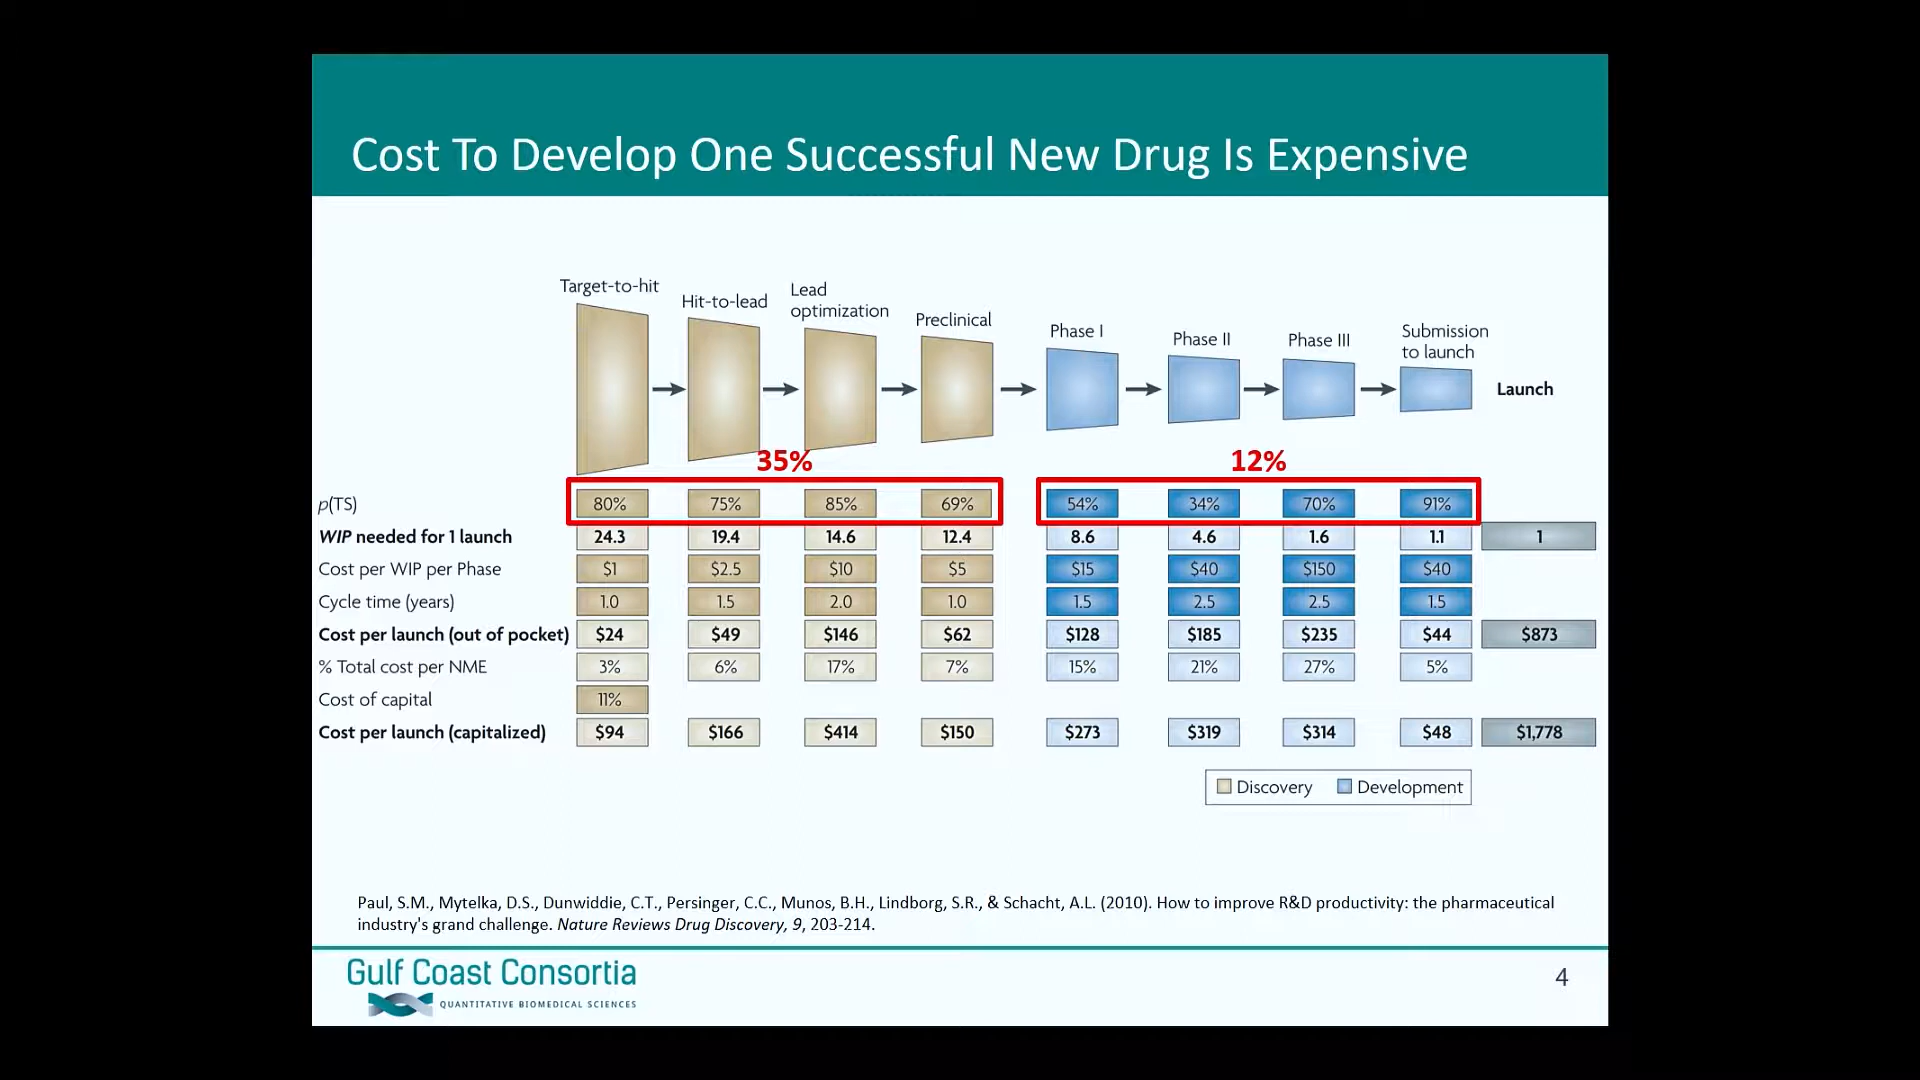 Cost To Develop One Successful New Drug Is Expensive
Target-to-hit
Hit-to-lead
Lead
optimization
Preclinical
Phase I
Phase II
Phase III
Submission
to launch
Launch
35% 12%
p(TS) 80% 75% 85% 69% 54% 34% 70% 91%
WIP needed for 1 launch 24.3 19.4 14.6 12.4 8.6 4.6 1.6 1.1 1
Cost per WIP per Phase $1 $2.5 $10 $5 $15 $40 $150 $40
Cycle time (years) 1.0 1.5 2.0 1.0 1.5 2.5 2.5 1.5
Cost per launch (out of pocket) $24 $49 $146 $62 $128 $185 $235 $44 $873
% Total cost per NME 3% 6% 17% 7% 15% 21% 27% 5%
Cost of capital 11%
Cost per launch (capitalized) $94 $166 $414 $150 $273 $319 $314 $48 $1,778
Discovery Development
Paul, S.M., Mytelka, D.S., Dunwiddie, C.T., Persinger, C.C., Munos, B.H., Lindborg, S.R., & Schacht, A.L. (2010). How to improve R&D productivity: the pharmaceutical
industry's grand challenge. Nature Reviews Drug Discovery, 9, 203-214.
Gulf Coast Consortia
QUANTITATIVE BIOMEDICAL SCIENCES
4